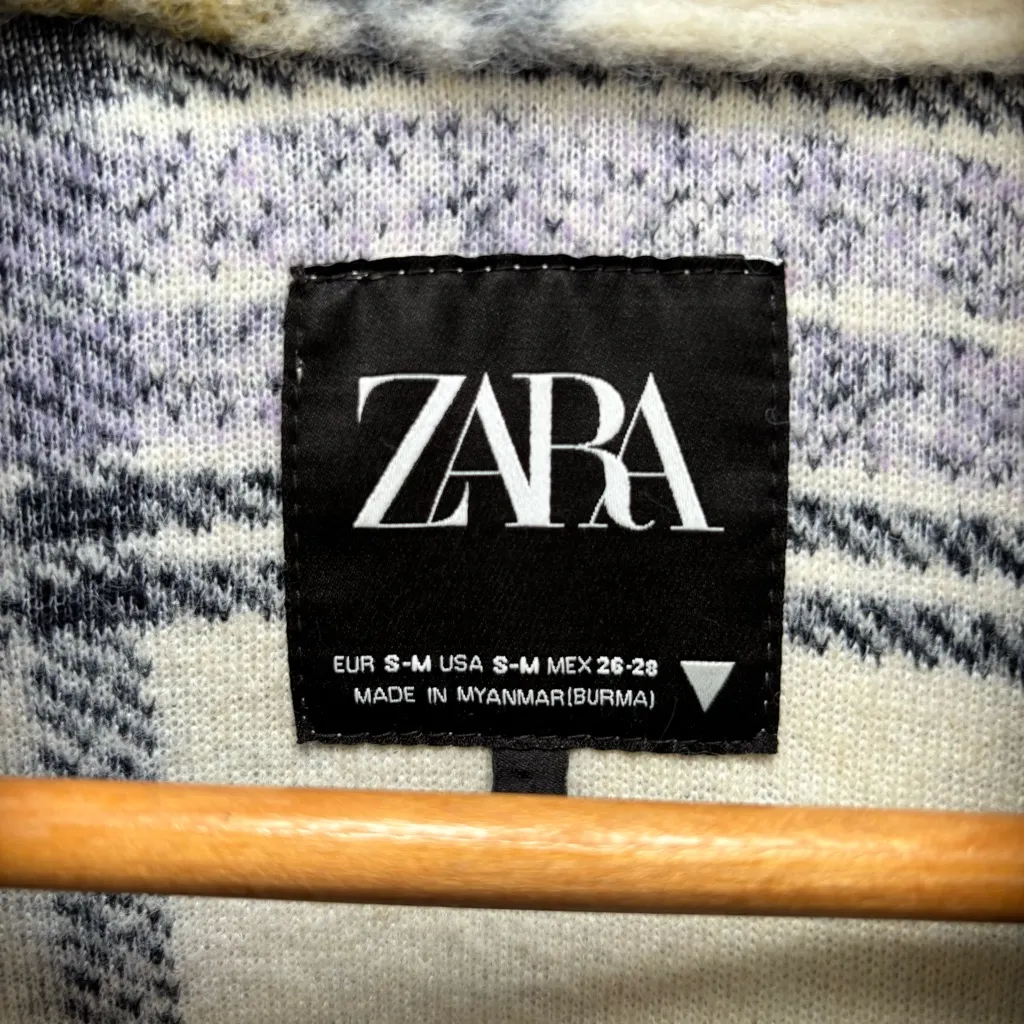 ZARA
EUR S-M USA S-M MEX 26-28
MADE IN MYANMAR(BURMA)